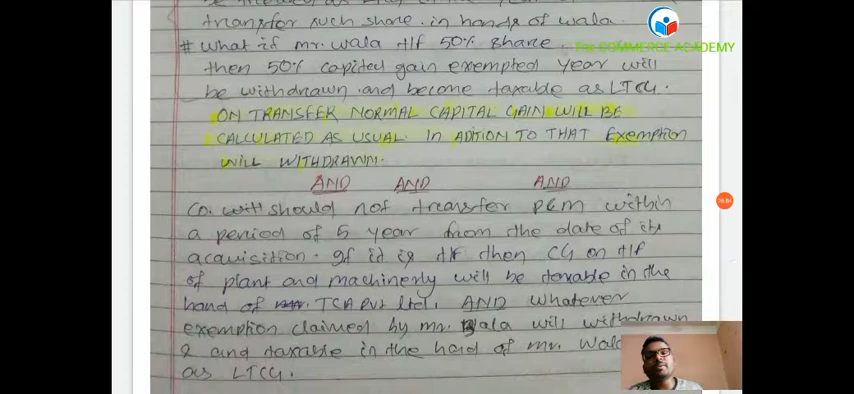 transfer such share in hands of wala.
# What if mr. wala t/f 50% share
The COMMERCE ACADEMY
then 50% capital gain exempted year will
be withdrawn and become taxable as LTCG.
ON TRANSFER NORMAL CAPITAL GAIN WILL BE
CALCULATED AS USUAL. IN ADITION TO THAT Exemption
WILL WITHDRAWN.
AND AND AND
Co. should not transfer P&M within
a period of 5 year from the date of its
acquisition. If it is t/f then CG on t/f
of plant and machinerly will be taxable in the
hand of TCA Pvt Ltd. AND whatever
exemption claimed by mr. wala will withdrawn
& and taxable in the hand of mr. Wala
as LTCG.